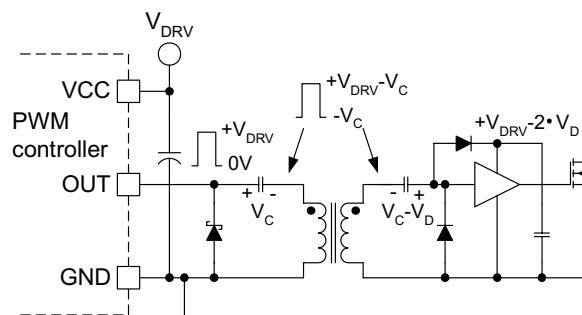 V_DRV
VCC
PWM
controller
OUT
GND
+V_DRV
0V
+V_DRV-V_C
-V_C
+ -
V_C
- +
V_C-V_D
+V_DRV-2•V_D